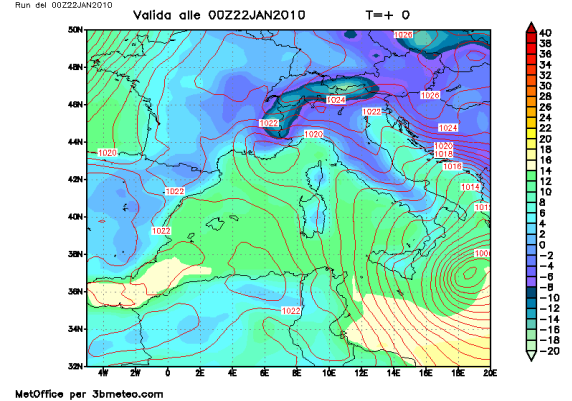 Run del 00Z22JAN2010
Valida alle 00Z22JAN2010 T=+ 0
50N
48N
46N
44N
42N
40N
38N
36N
34N
32N
4W
2W
0
2E
4E
6E
8E
10E
12E
14E
16E
18E
20E
1026
1026
1024
1022
1022
1024
1020
1020
1018
1016
1020
1022
1014
1022
1022
40
38
36
34
32
30
28
26
24
22
20
18
16
14
12
10
8
6
4
2
0
-2
-4
-6
-8
-10
-12
-14
-16
-18
-20
MetOffice per 3bmeteo.com